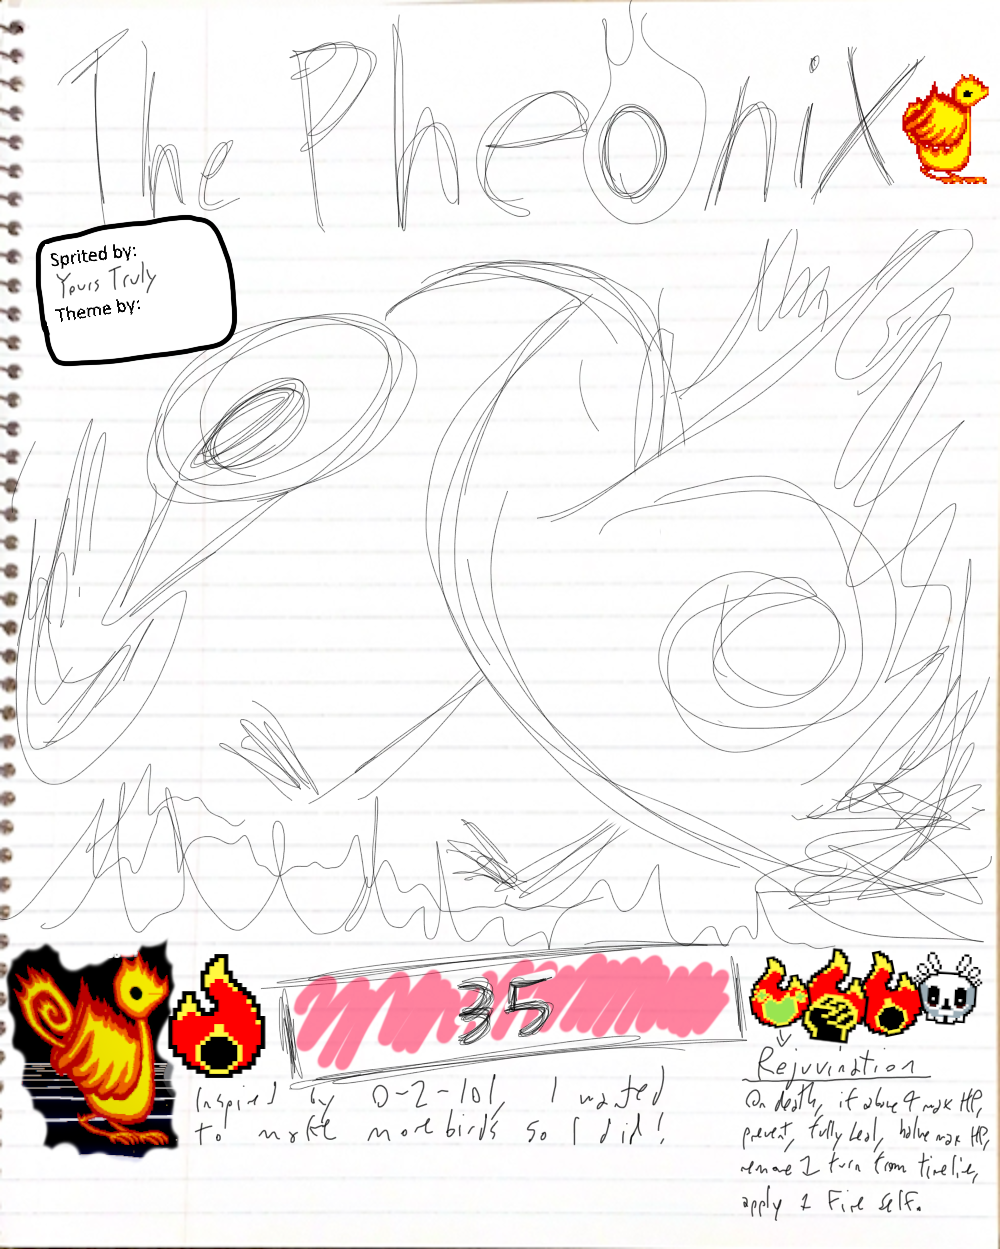 The Pheonix
Sprited by:
Yours Truly
Theme by:
35
Inspired by 0-2-101, I wanted
to make more birds so I did!
Rejuvination
On death, if above 4 max HP,
prevent, fully heal, halve max HP,
remove 1 turn from timeline,
apply 1 Fire self.